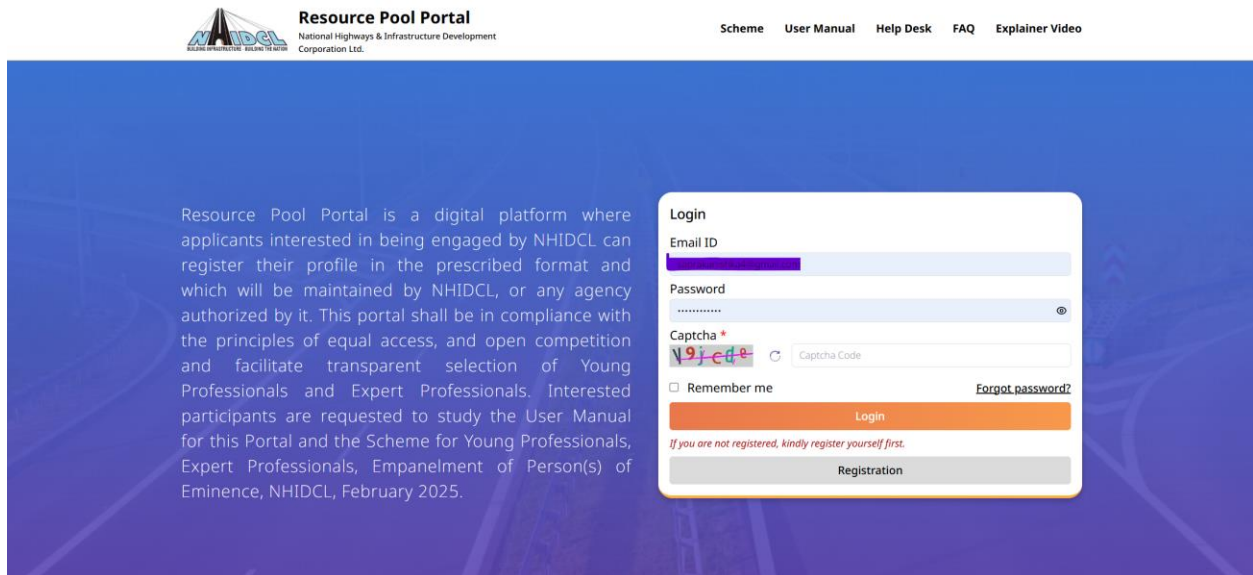 NHIDCL
BUILDING INFRASTRUCTURE - BUILDING THE NATION
Resource Pool Portal
National Highways & Infrastructure Development
Corporation Ltd.
Scheme User Manual Help Desk FAQ Explainer Video
Resource Pool Portal is a digital platform where
applicants interested in being engaged by NHIDCL can
register their profile in the prescribed format and
which will be maintained by NHIDCL, or any agency
authorized by it. This portal shall be in compliance with
the principles of equal access, and open competition
and facilitate transparent selection of Young
Professionals and Expert Professionals. Interested
participants are requested to study the User Manual
for this Portal and the Scheme for Young Professionals,
Expert Professionals, Empanelment of Person(s) of
Eminence, NHIDCL, February 2025.
Login
Email ID
Password
••••••••••••
Captcha *
V9jcde
Captcha Code
Remember me Forgot password?
Login
If you are not registered, kindly register yourself first.
Registration